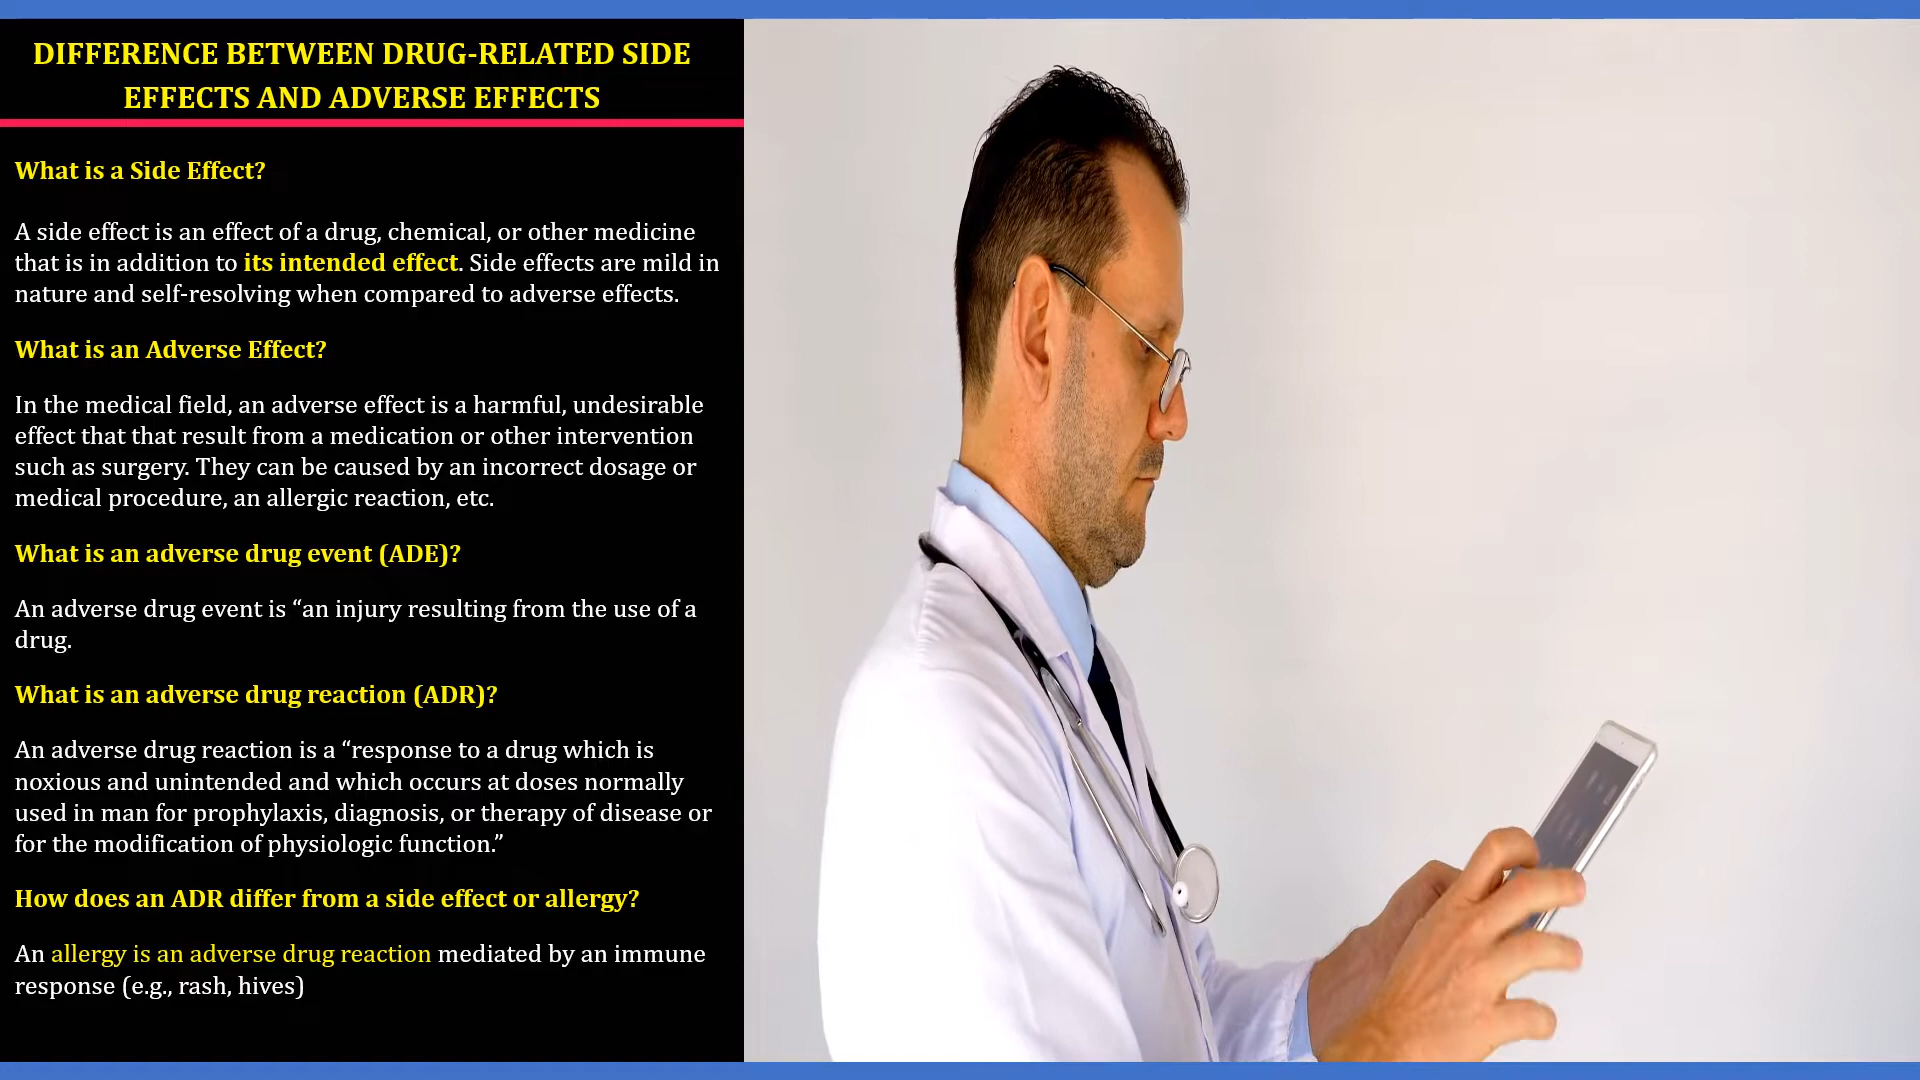 DIFFERENCE BETWEEN DRUG-RELATED SIDE
EFFECTS AND ADVERSE EFFECTS
What is a Side Effect?
A side effect is an effect of a drug, chemical, or other medicine
that is in addition to its intended effect. Side effects are mild in
nature and self-resolving when compared to adverse effects.
What is an Adverse Effect?
In the medical field, an adverse effect is a harmful, undesirable
effect that that result from a medication or other intervention
such as surgery. They can be caused by an incorrect dosage or
medical procedure, an allergic reaction, etc.
What is an adverse drug event (ADE)?
An adverse drug event is “an injury resulting from the use of a
drug.
What is an adverse drug reaction (ADR)?
An adverse drug reaction is a “response to a drug which is
noxious and unintended and which occurs at doses normally
used in man for prophylaxis, diagnosis, or therapy of disease or
for the modification of physiologic function.”
How does an ADR differ from a side effect or allergy?
An allergy is an adverse drug reaction mediated by an immune
response (e.g., rash, hives)